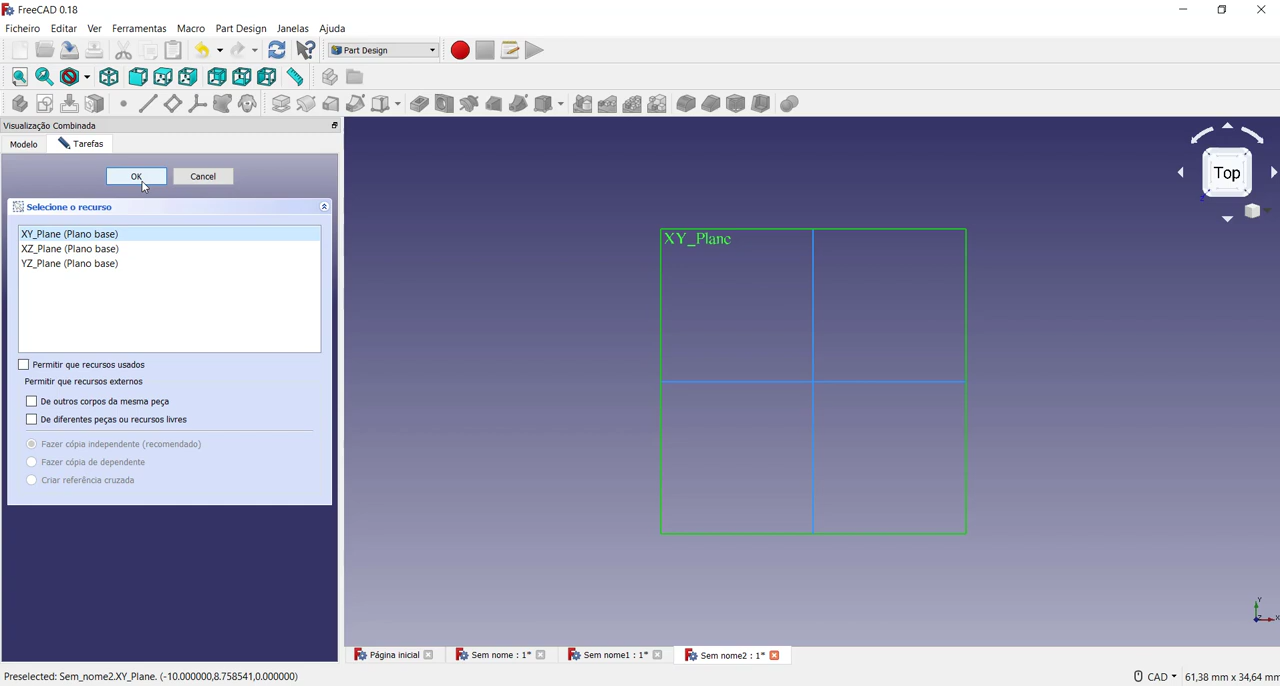 FreeCAD 0.18
Ficheiro Editar Ver Ferramentas Macro Part Design Janelas Ajuda
Part Design
Visualização Combinada
Modelo Tarefas
OK Cancel
Selecione o recurso
XY_Plane (Plano base)
XZ_Plane (Plano base)
YZ_Plane (Plano base)
Permitir que recursos usados
Permitir que recursos externos
De outros corpos da mesma peça
De diferentes peças ou recursos livres
Fazer cópia independente (recomendado)
Fazer cópia de dependente
Criar referência cruzada
XY_Plane
Top
Z
Y
Z X
Página inicial Sem nome : 1* Sem nome1 : 1* Sem nome2 : 1*
Preselected: Sem_nome2.XY_Plane. (-10.000000,8.758541,0.000000) CAD 61,38 mm x 34,64 mm